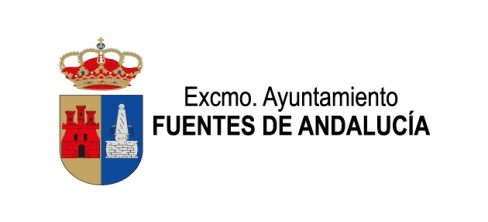 Excmo. Ayuntamiento
FUENTES DE ANDALUCÍA